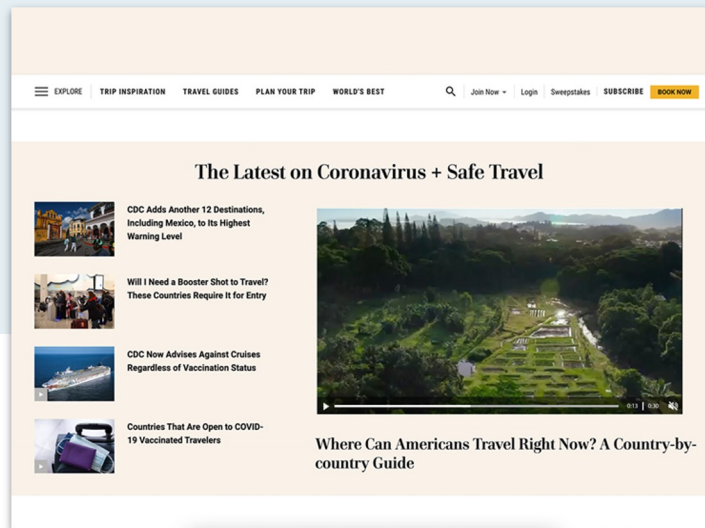 EXPLORE TRIP INSPIRATION TRAVEL GUIDES PLAN YOUR TRIP WORLD'S BEST Join Now Login Sweepstakes SUBSCRIBE BOOK NOW
The Latest on Coronavirus + Safe Travel
CDC Adds Another 12 Destinations,
Including Mexico, to Its Highest
Warning Level
Will I Need a Booster Shot to Travel?
These Countries Require It for Entry
CDC Now Advises Against Cruises
Regardless of Vaccination Status
Countries That Are Open to COVID-
19 Vaccinated Travelers
0:13 0:30
Where Can Americans Travel Right Now? A Country-by-
country Guide